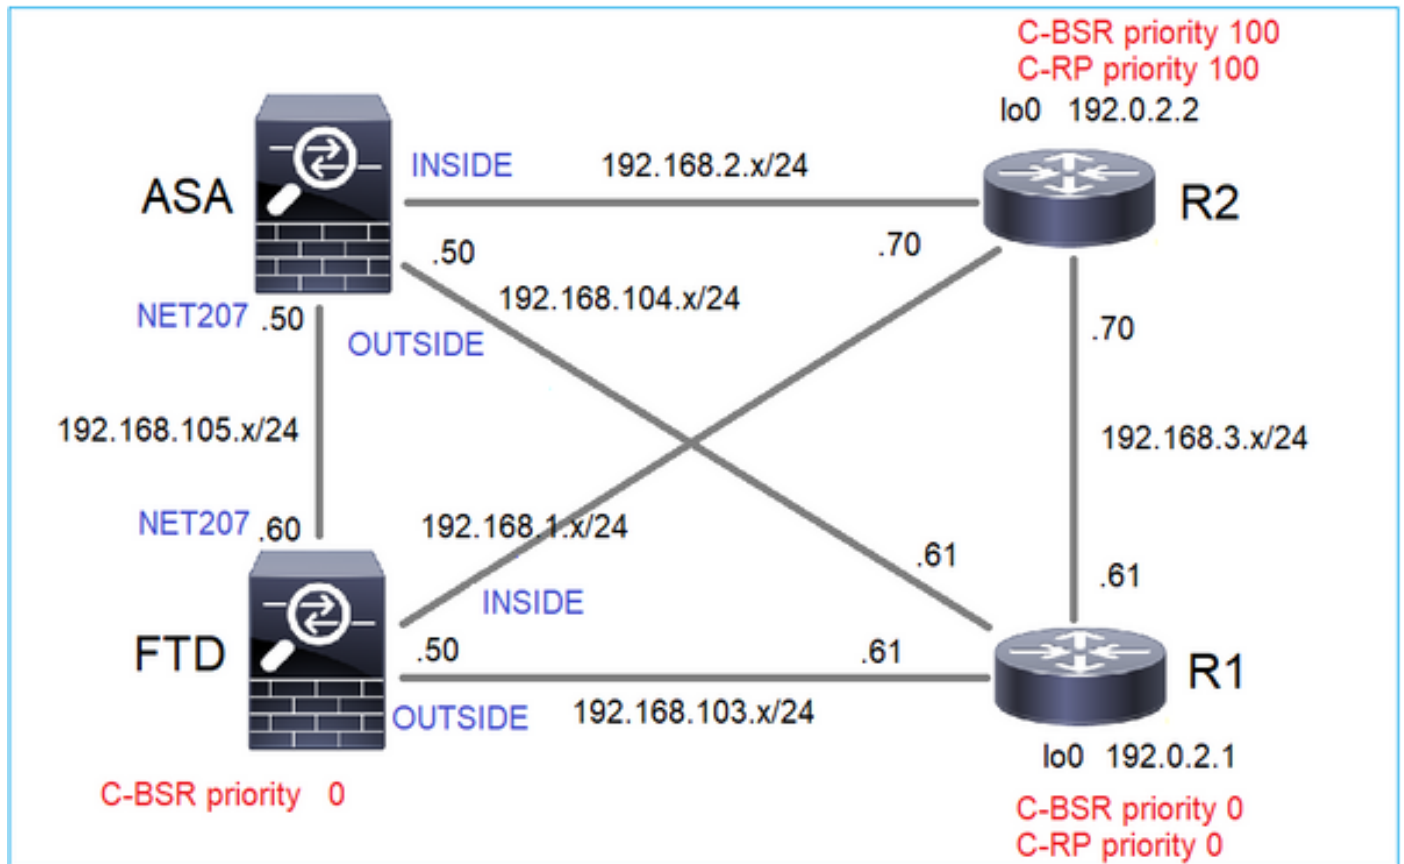 C-BSR priority 100
C-RP priority 100
lo0 192.0.2.2
INSIDE
192.168.2.x/24
ASA
R2
.50
.70
192.168.104.x/24
NET207 .50
OUTSIDE
.70
192.168.105.x/24
192.168.3.x/24
NET207 .60
192.168.1.x/24
.61
.61
INSIDE
FTD
.50
.61
R1
OUTSIDE
192.168.103.x/24
lo0 192.0.2.1
C-BSR priority 0
C-BSR priority 0
C-RP priority 0